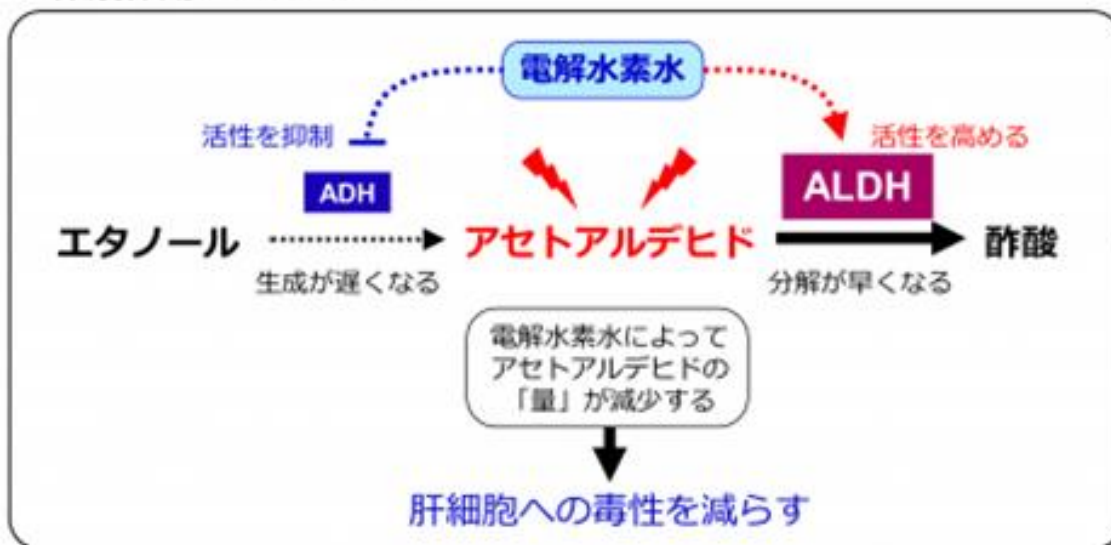 電解水素水
活性を抑制
活性を高める
ADH
ALDH
エタノール
アセトアルデヒド
酢酸
生成が遅くなる
分解が早くなる
電解水素水によって
アセトアルデヒドの
「量」が減少する
肝細胞への毒性を減らす